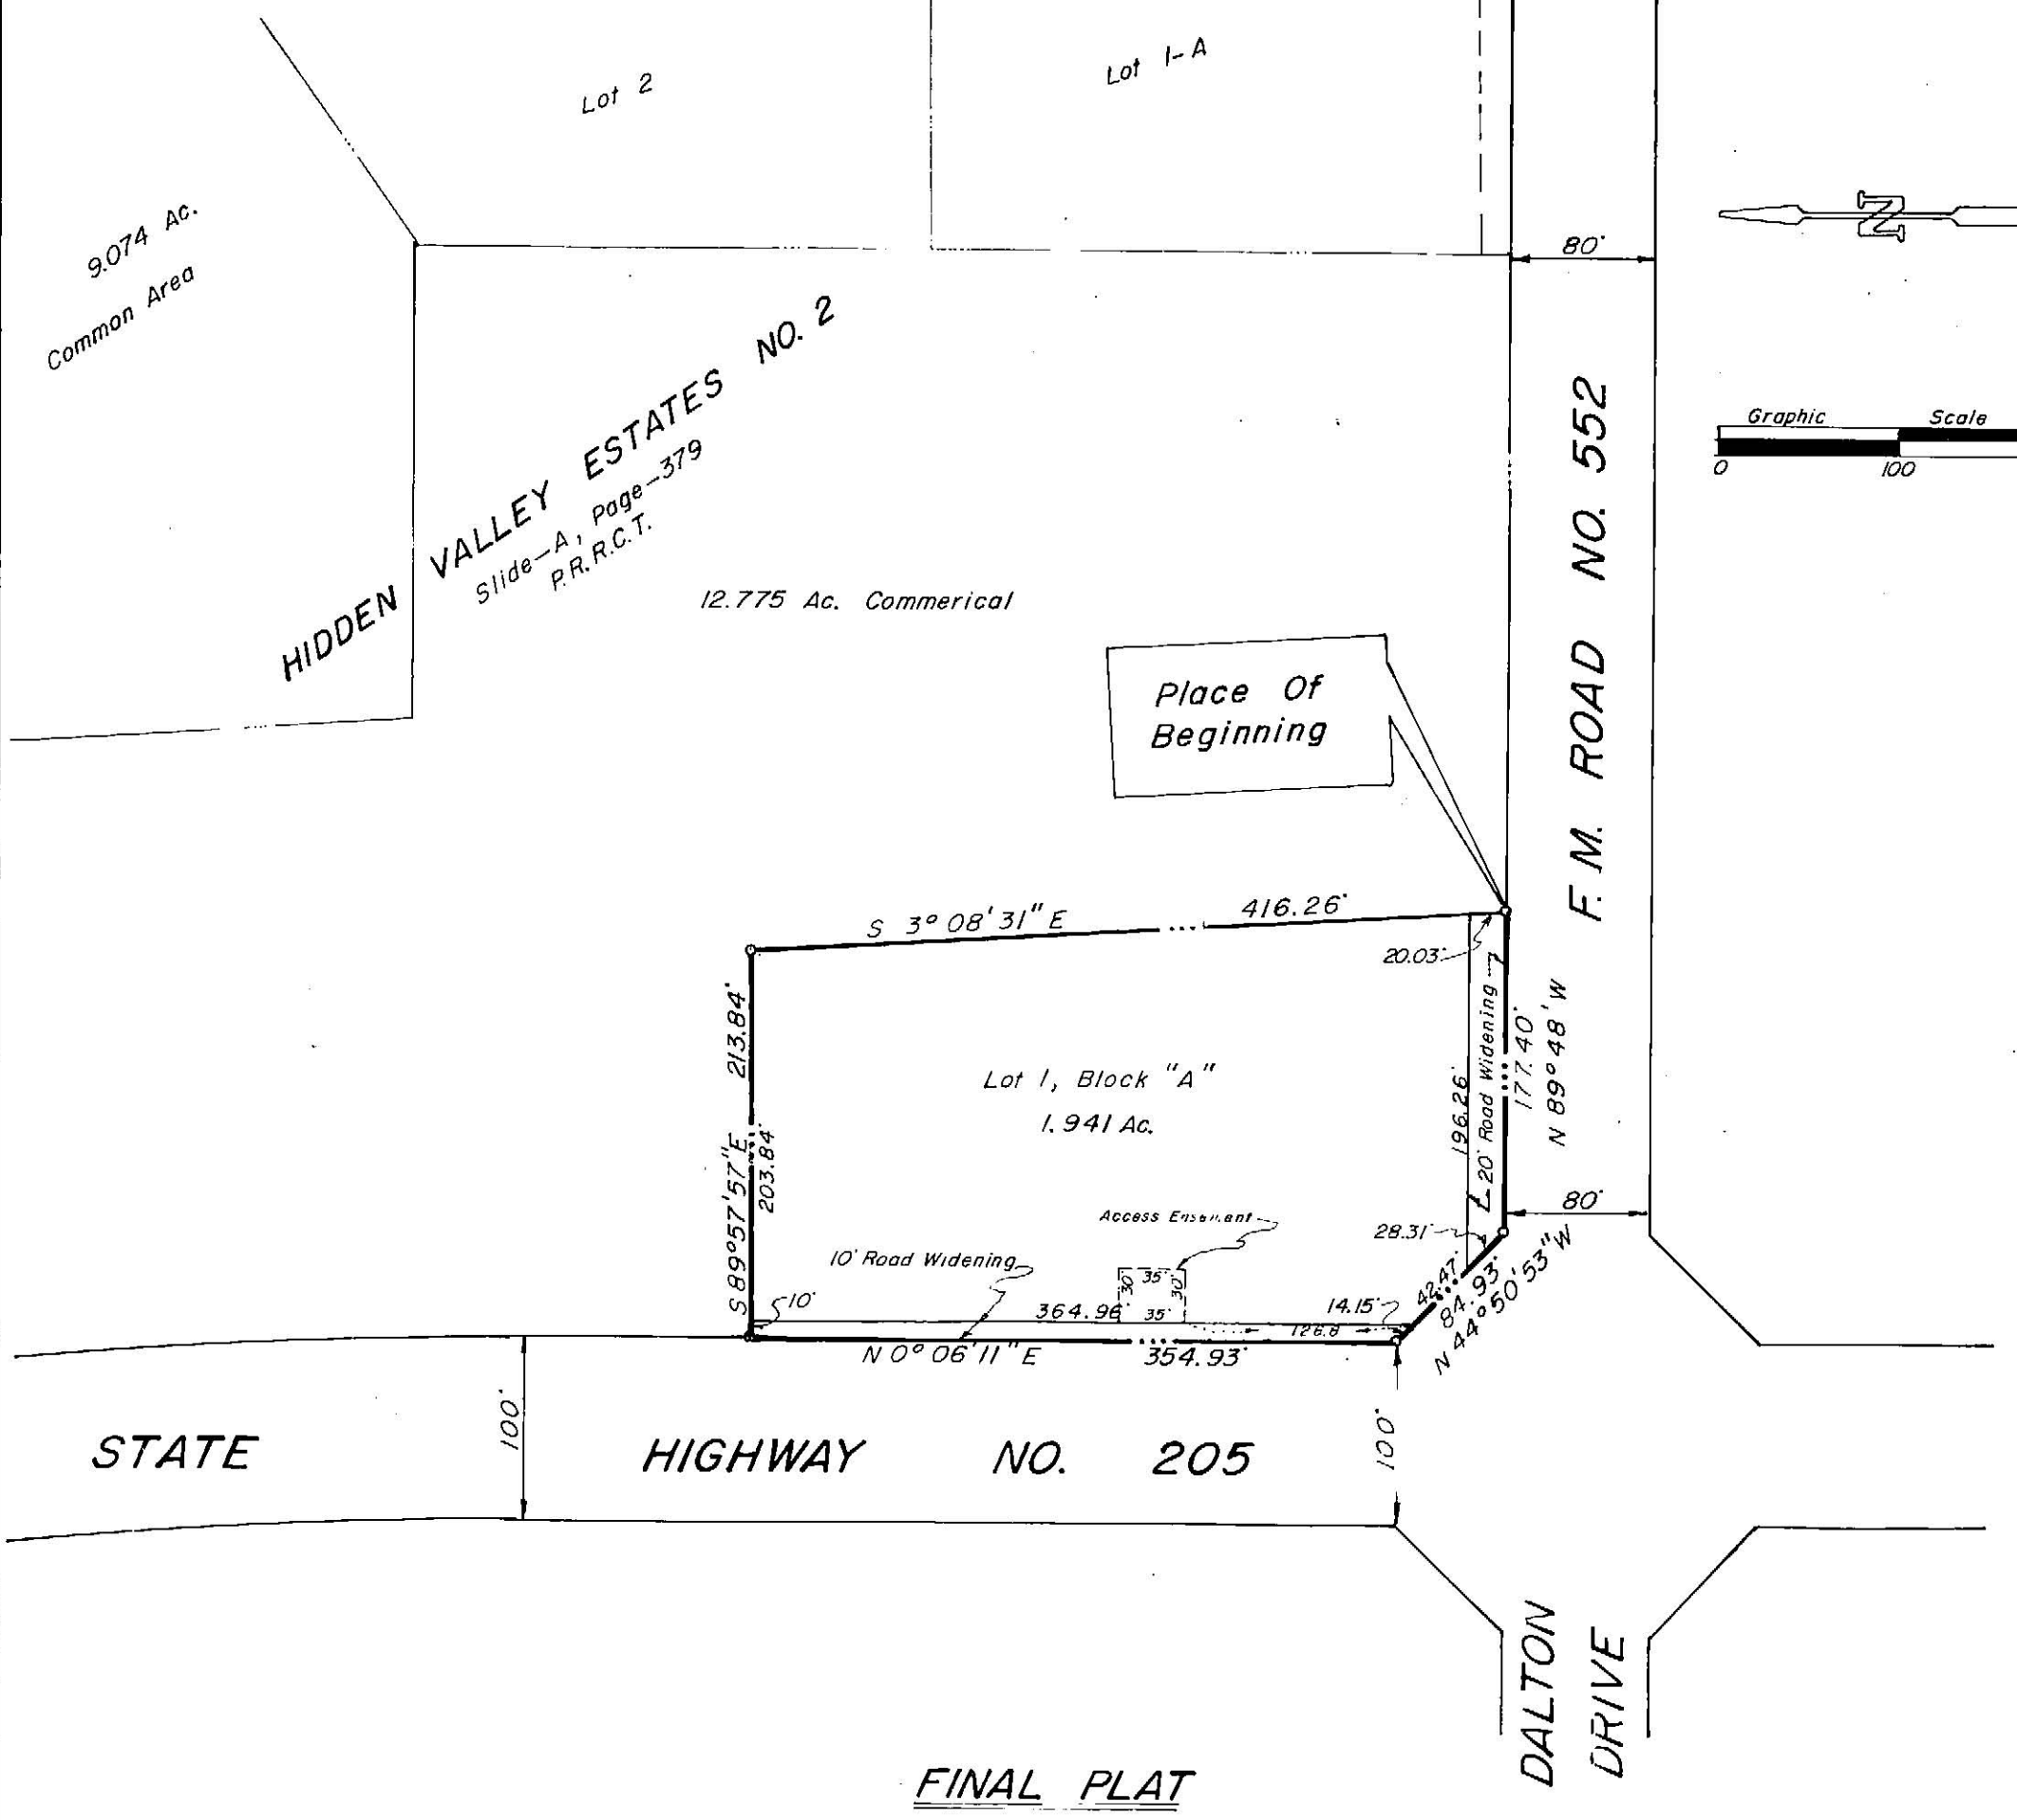 Lot 2
Lot 1-A
9.074 Ac.
Common Area
N
80'
Graphic Scale
0 100
HIDDEN VALLEY ESTATES NO. 2
Slide-A, Page-379
P.R.R.C.T.
12.775 Ac. Commerical
F. M. ROAD NO. 552
Place Of
Beginning
S 3° 08' 31" E 416.26'
20.03'
20' Road Widening
177.40'
N 89° 48' W
196.26'
213.84'
S 89° 57' 57" E
203.84'
Lot 1, Block "A"
1.941 Ac.
80'
Access Easement
28.31'
10' Road Widening
30' 35' 30'
35'
10'
364.96'
14.15'
42.47'
84.93'
N 44° 50' 53" W
126.8'
N 0° 06' 11" E 354.93'
100'
100'
STATE HIGHWAY NO. 205
DALTON
DRIVE
FINAL PLAT